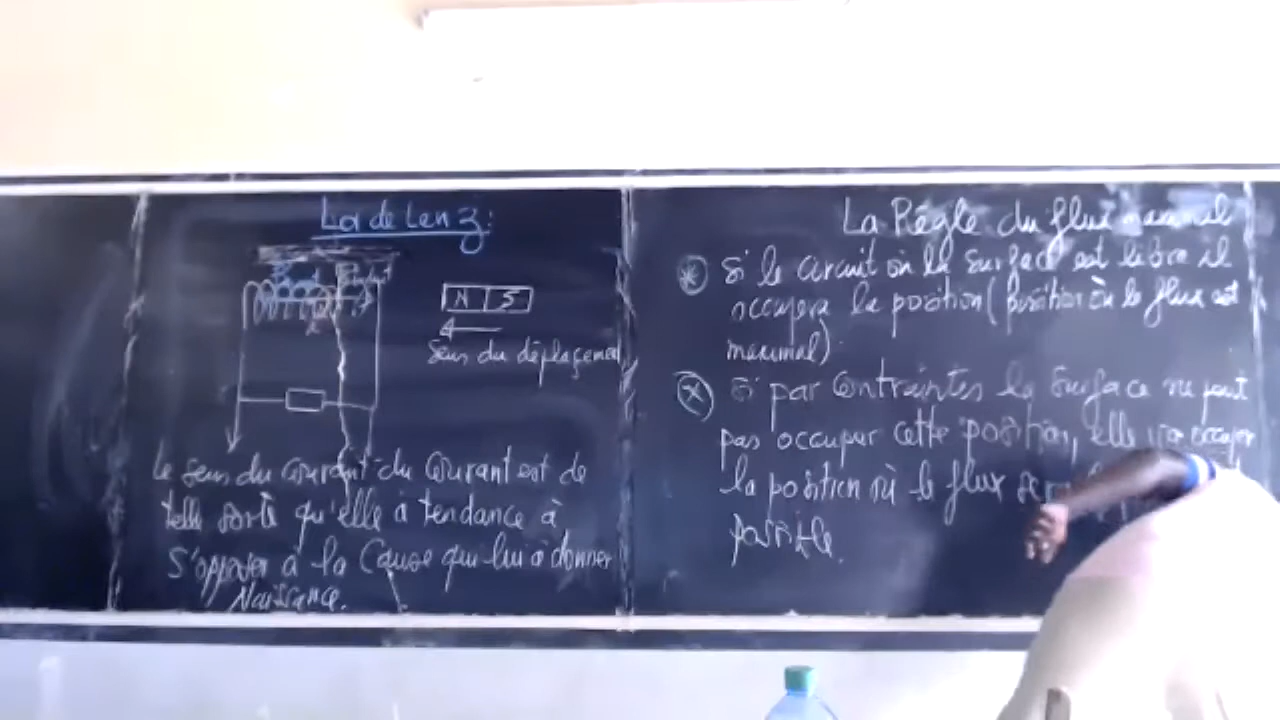 Loi de Lenz:
N S
Sens du déplacement
Le sens du courant du courant est de
telle sorte qu'elle à tendance à
s'opposer à la cause qui lui a donner
Naissance.
La Règle du flux maximal
* Si le circuit où la surface est libre il
occupera la position (position où le flux est
maximal)
* Si par contraintes la surface ne peut
pas occuper cette position, elle va occuper
la position où le flux
possible.